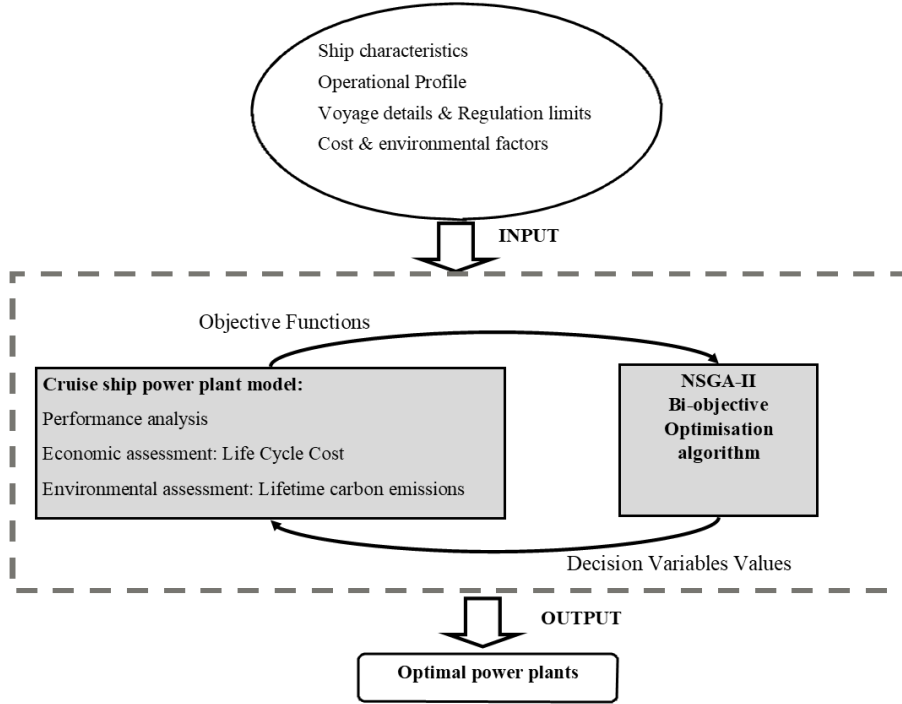 Ship characteristics
Operational Profile
Voyage details & Regulation limits
Cost & environmental factors
INPUT
Objective Functions
Cruise ship power plant model:
Performance analysis
Economic assessment: Life Cycle Cost
Environmental assessment: Lifetime carbon emissions
NSGA-II
Bi-objective
Optimisation
algorithm
Decision Variables Values
OUTPUT
Optimal power plants